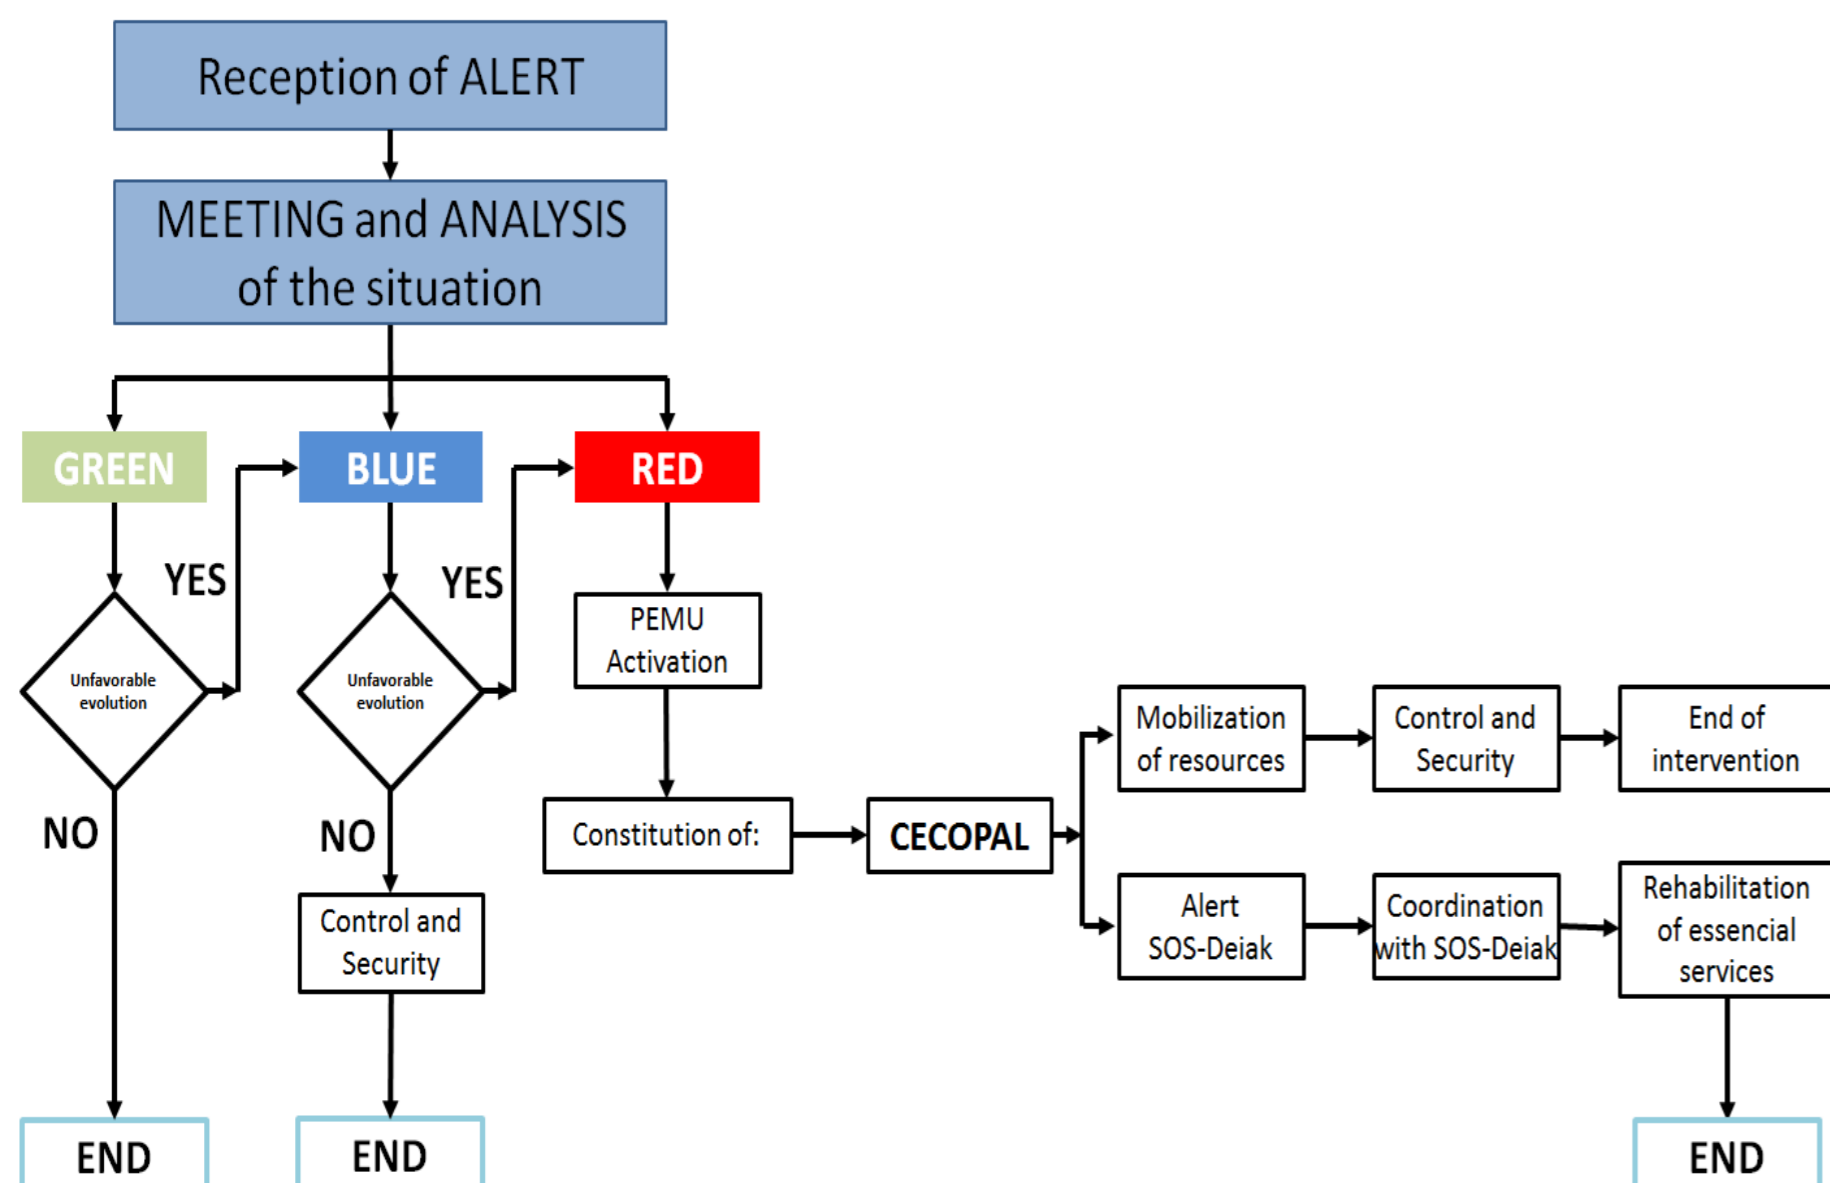 Reception of ALERT
MEETING and ANALYSIS
of the situation
GREEN
BLUE
RED
YES
YES
Unfavorable
evolution
Unfavorable
evolution
PEMU
Activation
NO
NO
Control and
Security
Constitution of:
CECOPAL
Mobilization
of resources
Control and
Security
End of
intervention
Alert
SOS-Deiak
Coordination
with SOS-Deiak
Rehabilitation
of essencial
services
END
END
END